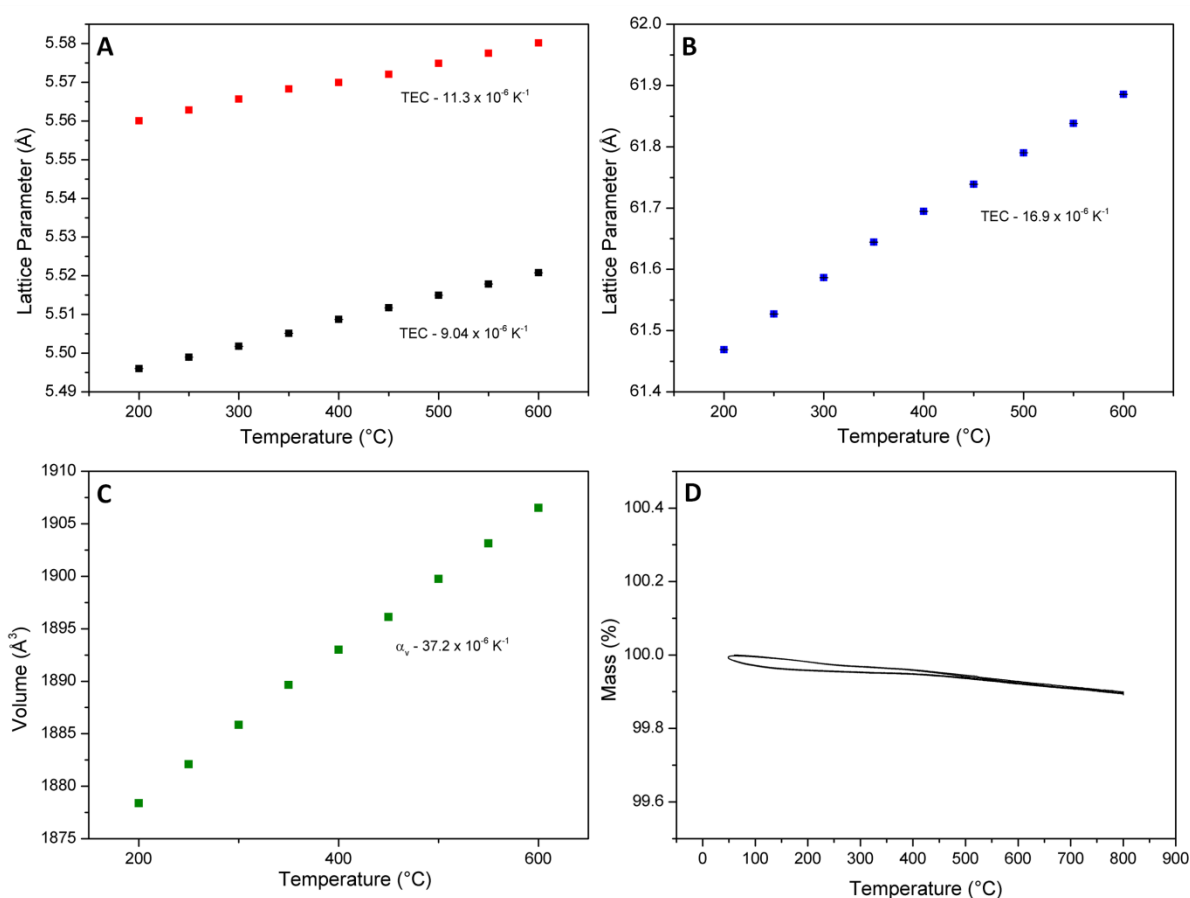 A
5.58
5.57
5.56
5.55
5.54
5.53
5.52
5.51
5.50
5.49
Lattice Parameter (Å)
TEC - 11.3 x 10⁻⁶ K⁻¹
TEC - 9.04 x 10⁻⁶ K⁻¹
200 300 400 500 600
Temperature (°C)
B
62.0
61.9
61.8
61.7
61.6
61.5
61.4
Lattice Parameter (Å)
TEC - 16.9 x 10⁻⁶ K⁻¹
200 300 400 500 600
Temperature (°C)
C
1910
1905
1900
1895
1890
1885
1880
1875
Volume (Å³)
αᵥ - 37.2 x 10⁻⁶ K⁻¹
200 300 400 500 600
Temperature (°C)
D
100.4
100.2
100.0
99.8
99.6
Mass (%)
0 100 200 300 400 500 600 700 800 900
Temperature (°C)